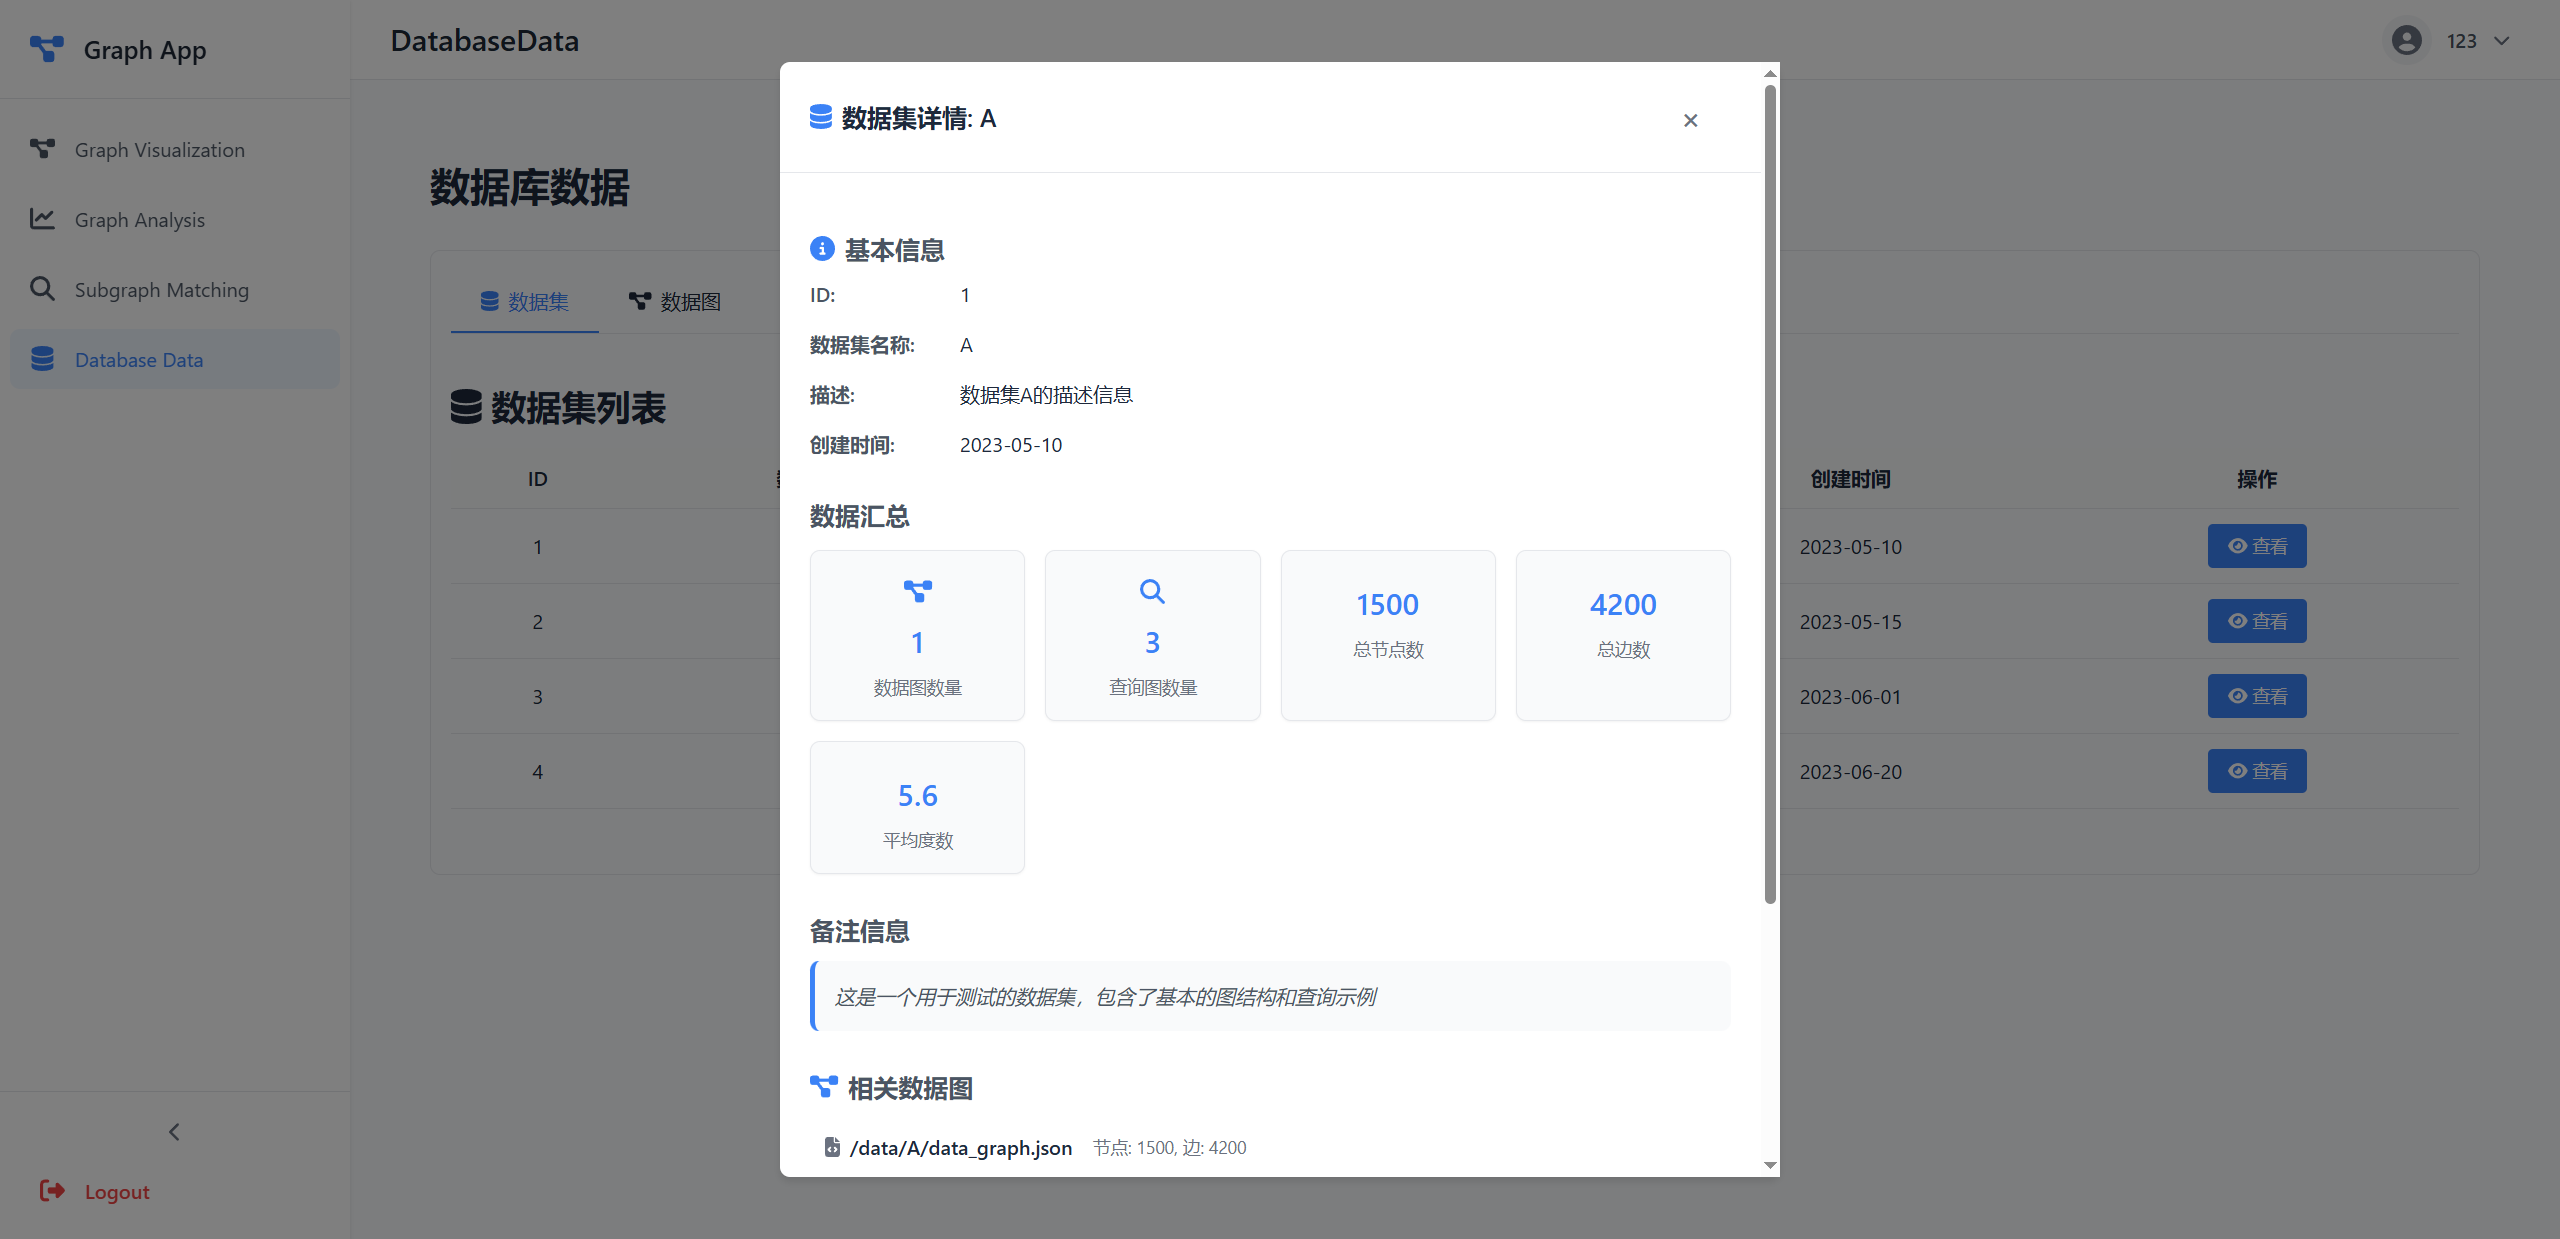 Graph App
DatabaseData
123
Graph Visualization
Graph Analysis
Subgraph Matching
Database Data
Logout
数据库数据
数据集
数据图
数据集列表
ID
创建时间
操作
1
2023-05-10
查看
2
2023-05-15
查看
3
2023-06-01
查看
4
2023-06-20
查看
数据集详情: A
×
基本信息
ID: 1
数据集名称: A
描述: 数据集A的描述信息
创建时间: 2023-05-10
数据汇总
1
数据图数量
3
查询图数量
1500
总节点数
4200
总边数
5.6
平均度数
备注信息
这是一个用于测试的数据集，包含了基本的图结构和查询示例
相关数据图
/data/A/data_graph.json 节点: 1500, 边: 4200